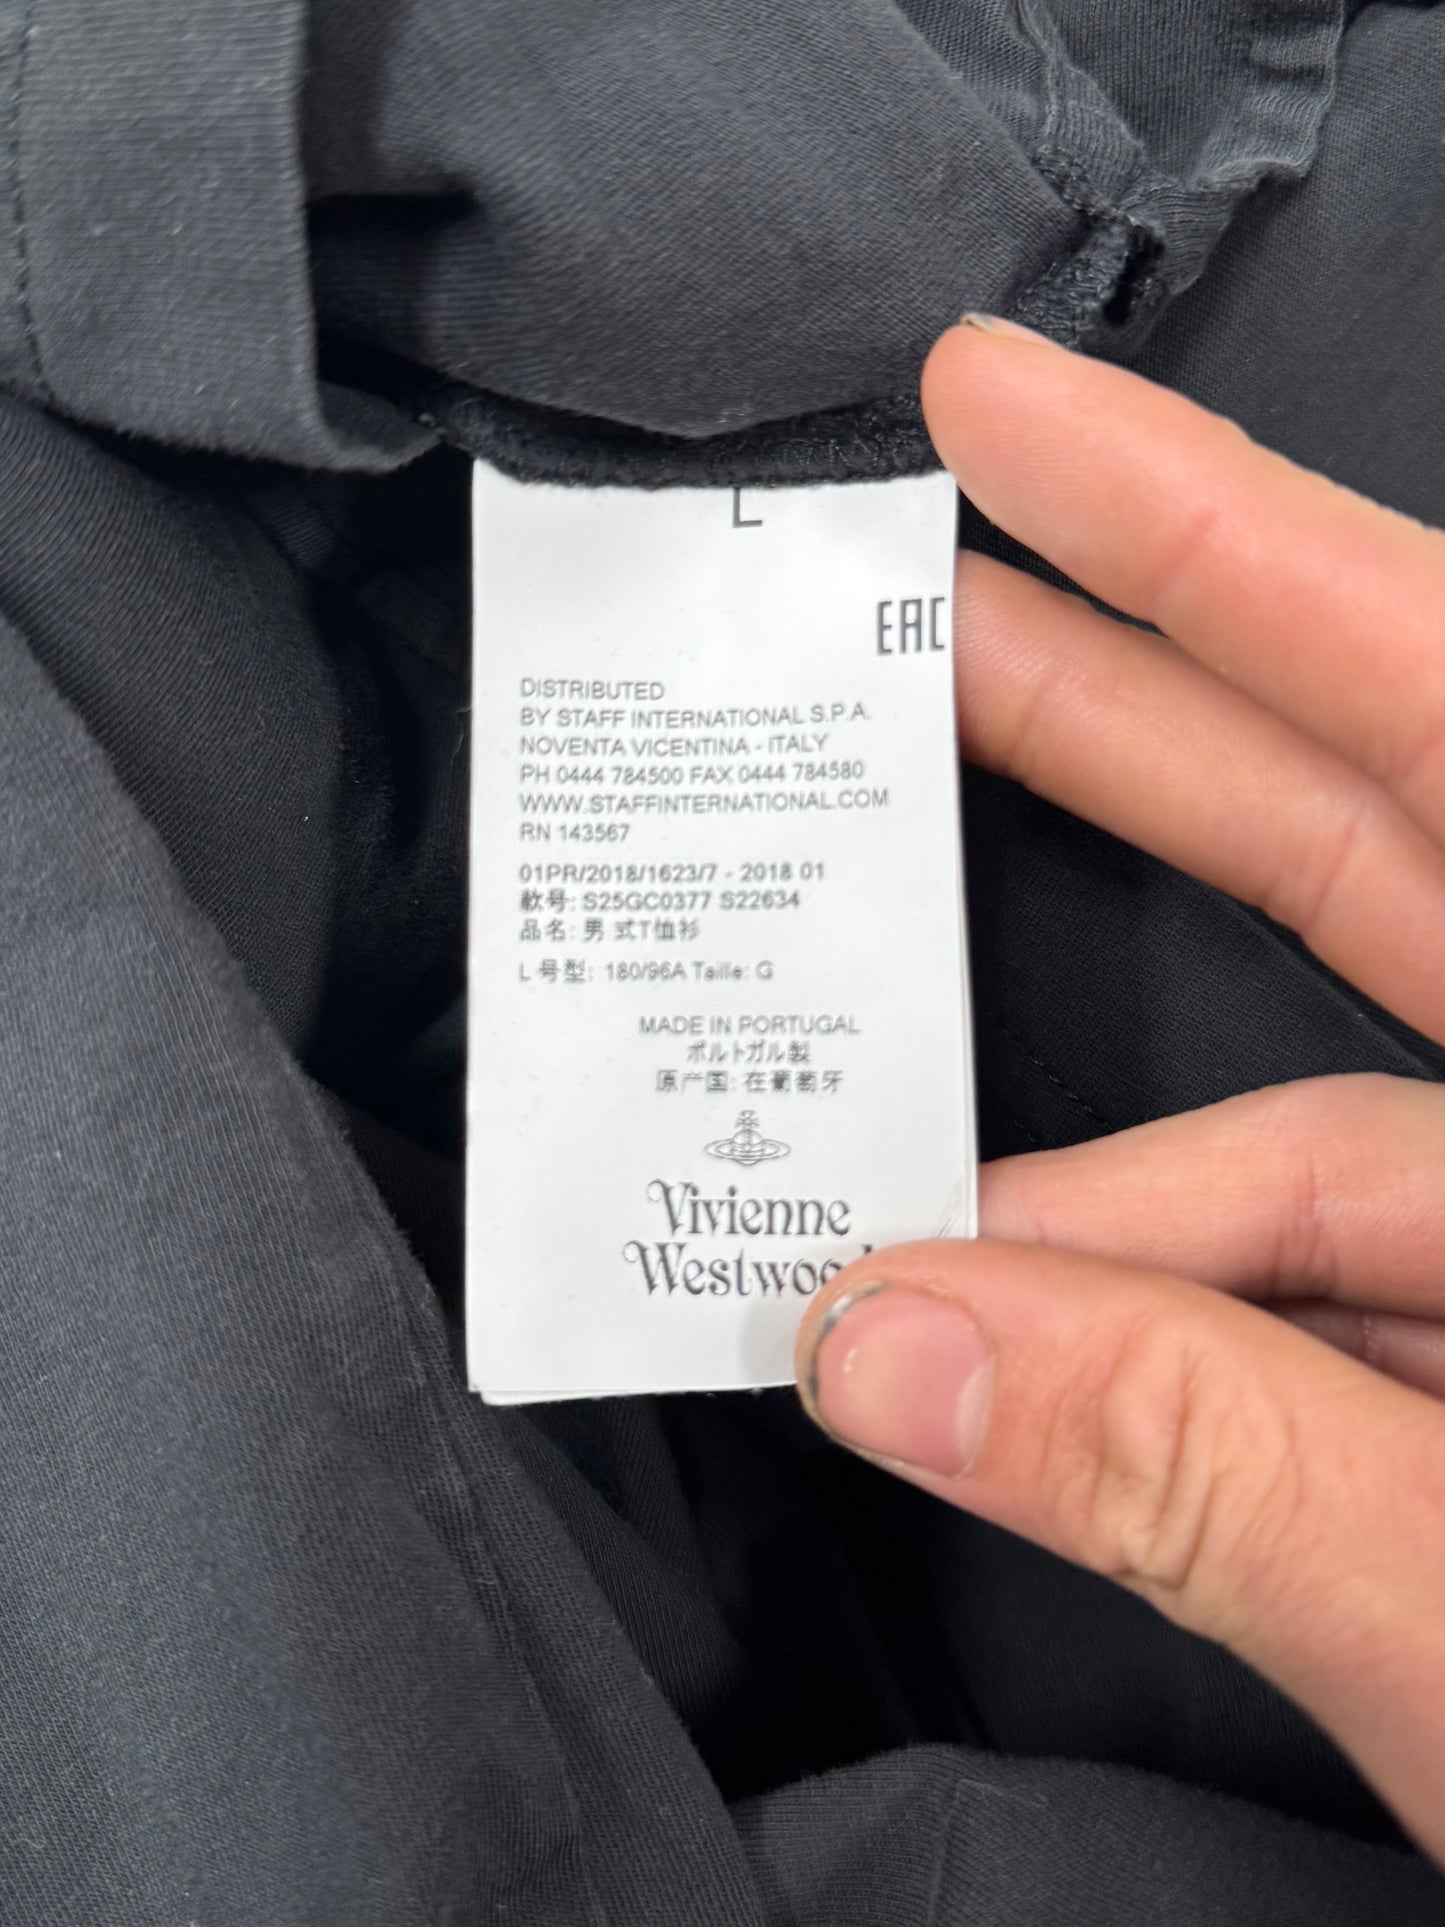 L
EAC
DISTRIBUTED
BY STAFF INTERNATIONAL S.P.A.
NOVENTA VICENTINA - ITALY
PH 0444 784500 FAX 0444 784580
WWW.STAFFINTERNATIONAL.COM
RN 143567
01PR/2018/1623/7 - 2018 01
款号: S25GC0377 S22634
品名: 男 式T恤衫
L 号型: 180/96A Taille: G
MADE IN PORTUGAL
ポルトガル製
原产国: 在葡萄牙
Vivienne